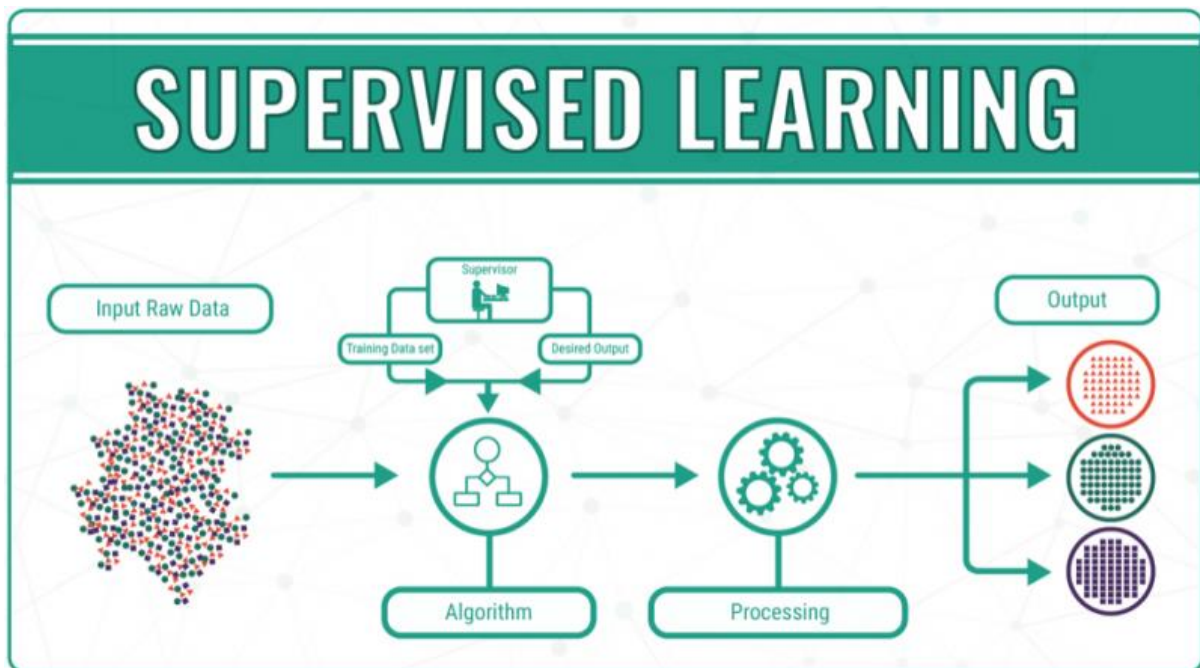 SUPERVISED LEARNING
Input Raw Data
Supervisor
Training Data set
Desired Output
Algorithm
Processing
Output